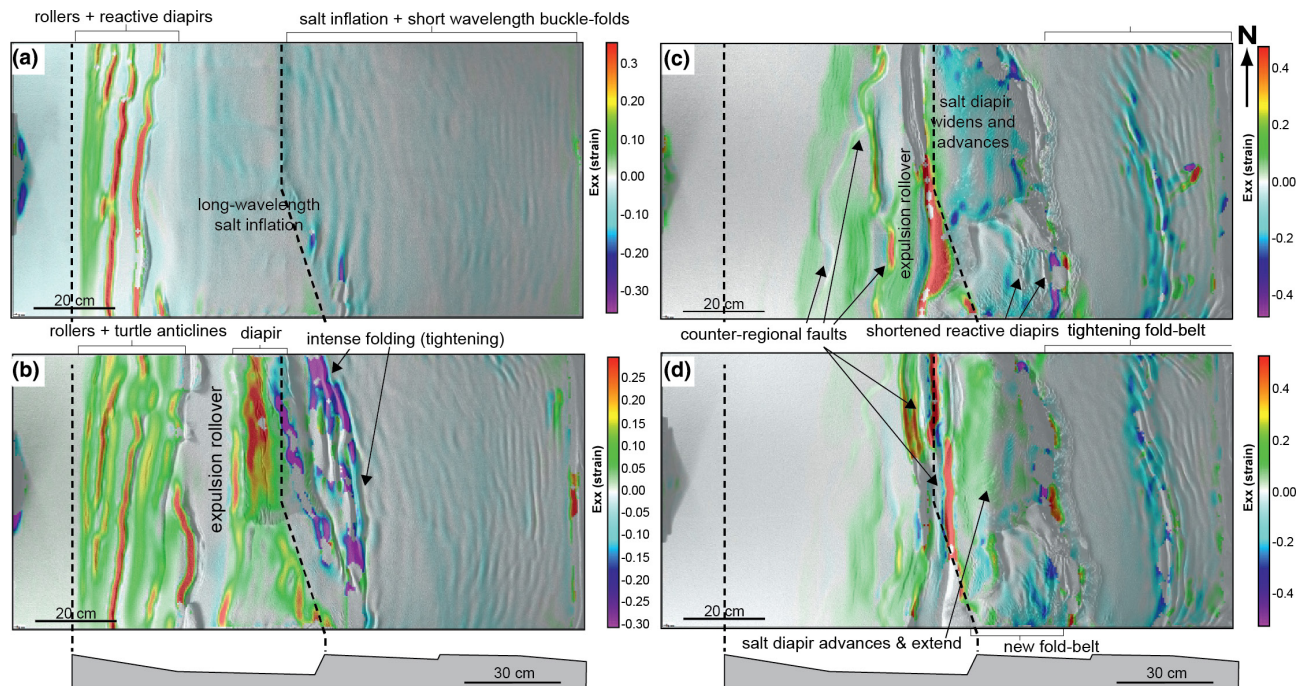 rollers + reactive diapirs
salt inflation + short wavelength buckle-folds
(a)
long-wavelength
salt inflation
20 cm
0.30
0.20
0.10
0.00
-0.10
-0.20
-0.30
Exx (strain)
(c)
N
salt diapir
widens and
advances
expulsion rollover
20 cm
0.4
0.2
0.00
-0.2
-0.4
Exx (strain)
rollers + turtle anticlines
diapir
intense folding (tightening)
counter-regional faults
shortened reactive diapirs
tightening fold-belt
(b)
expulsion rollover
20 cm
0.25
0.20
0.15
0.10
0.05
0.00
-0.05
-0.10
-0.15
-0.20
-0.25
-0.30
Exx (strain)
(d)
20 cm
0.4
0.2
0.00
-0.2
-0.4
Exx (strain)
salt diapir advances & extend
new fold-belt
30 cm
30 cm